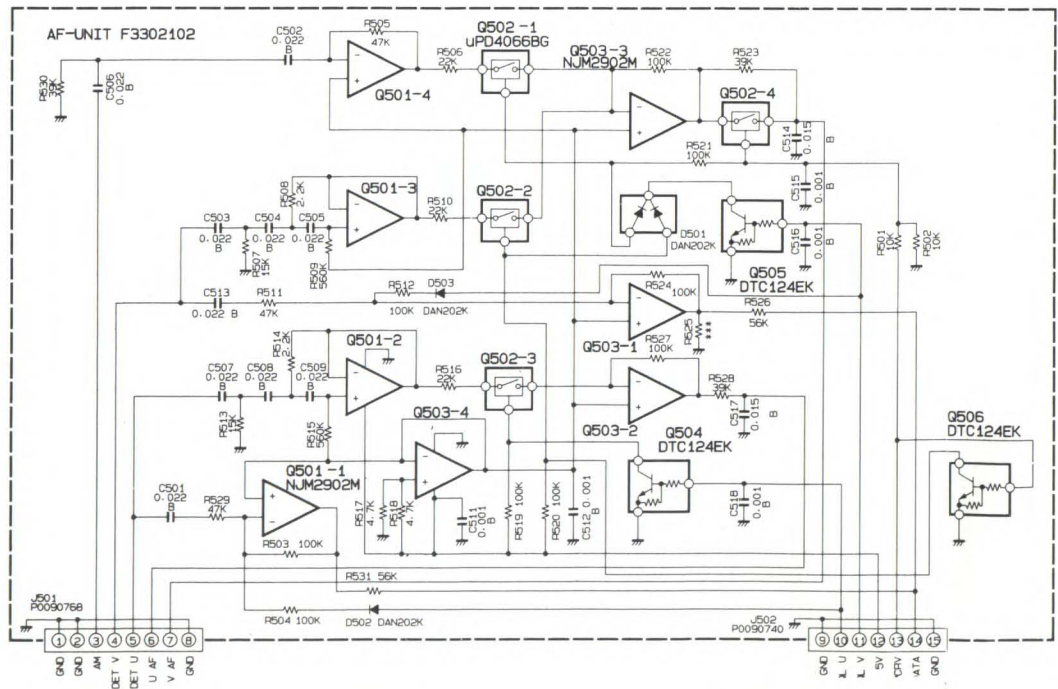 AF-UNIT F3302102
C502
0.022
B
R505
47K
R506
22K
Q502-1
uPD4066BG
Q503-3
NJM2902M
R522
100K
R523
39K
R530
39K
C506
0.022
B
Q501-4
Q502-4
C514
0.015
B
R521
100K
C515
0.001
B
R508
2.2K
Q501-3
R510
22K
Q502-2
C503
0.022
B
C504
0.022
B
C505
0.022
B
R507
15K
R509
560K
D501
DAN202K
C516
0.001
B
R501
10K
R502
10K
Q505
DTC124EK
C513
0.022 B
R511
47K
R512
100K
D503
DAN202K
R524
100K
R526
56K
R525
***
Q503-1
R514
2.2K
Q501-2
R516
22K
Q502-3
R527
100K
R528
39K
C507
0.022
B
C508
0.022
B
C509
0.022
B
R513
15K
R515
560K
Q503-4
Q503-2
C517
0.015
B
Q504
DTC124EK
Q506
DTC124EK
Q501-1
NJM2902M
C501
0.022
B
R529
47K
R517
4.7K
R518
4.7K
C511
0.001
B
R519 100K
R520 100K
C512 0.001
B
C518
0.001
B
R503 100K
R531 56K
R504 100K
D502 DAN202K
J501
P0090768
J502
P0090740
1 2 3 4 5 6 7 8
GND
GND
AM
DET V
DET U
U AF
V AF
GND
9 10 11 12 13 14 15
GND
5V
GND